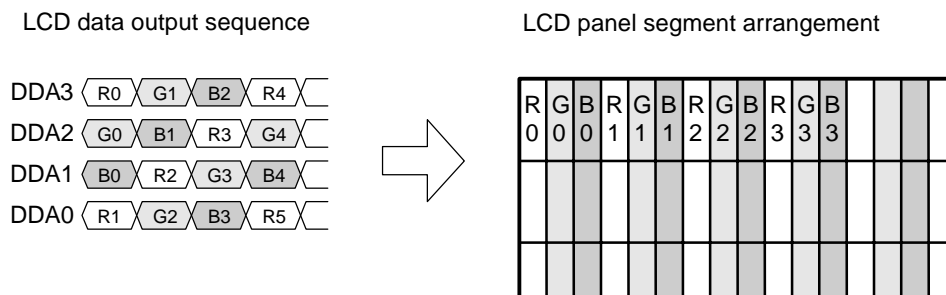 LCD data output sequence
LCD panel segment arrangement
DDA3 R0 G1 B2 R4
DDA2 G0 B1 R3 G4
DDA1 B0 R2 G3 B4
DDA0 R1 G2 B3 R5
R G B R G B R G B R G B
0 0 0 1 1 1 2 2 2 3 3 3